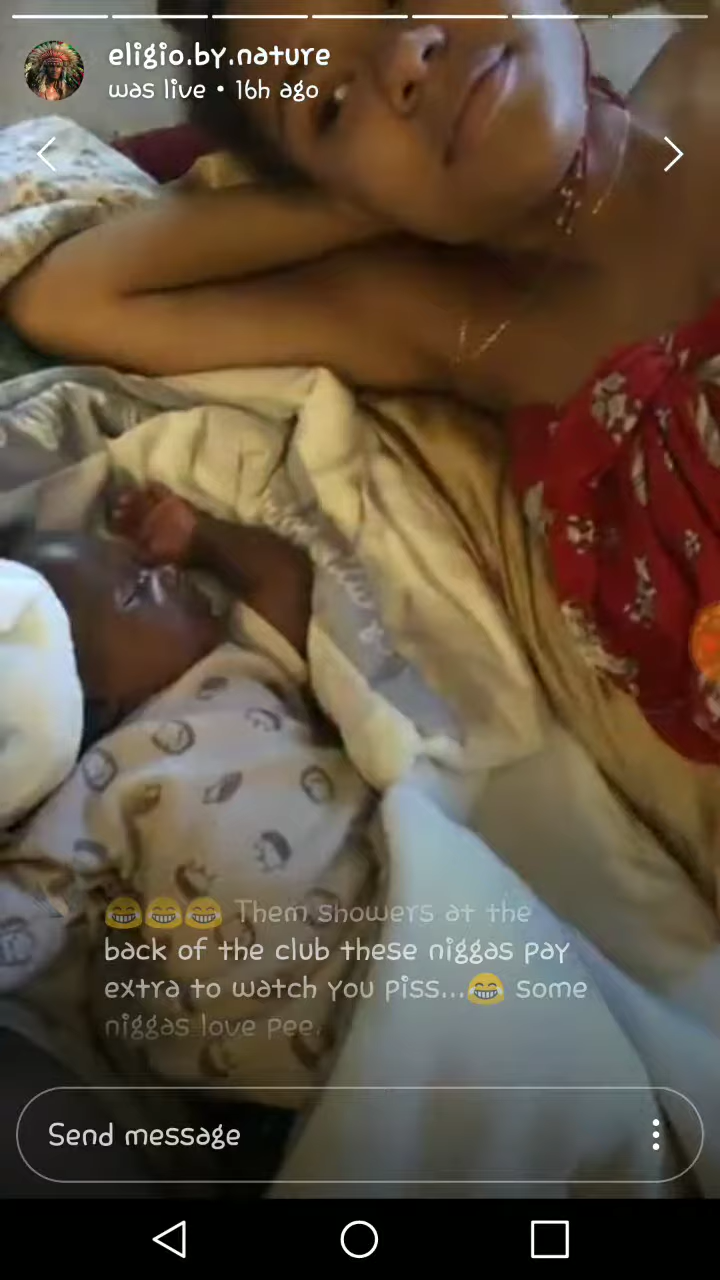 eligio.by.nature
was live • 16h ago
😂😂😂 Them showers at the
back of the club these niggas pay
extra to watch you piss...😂 some
niggas love pee.
Send message